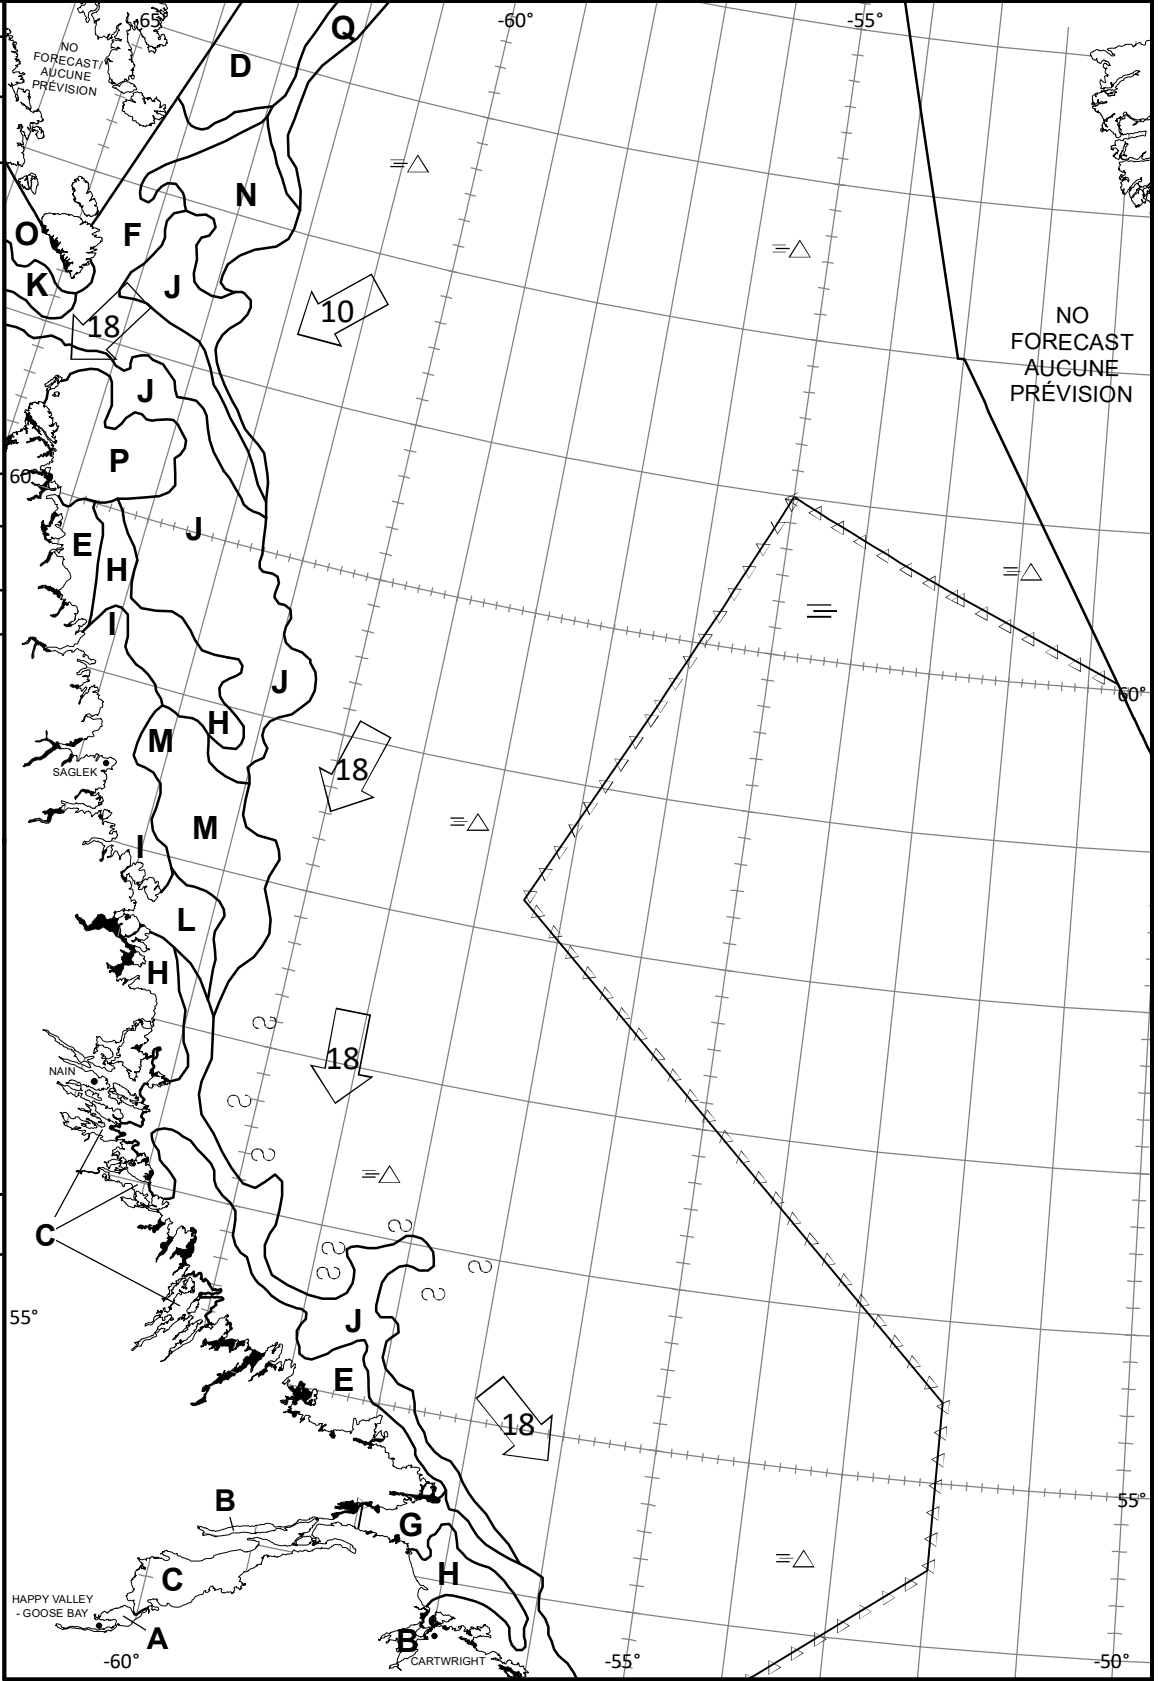 65°
-60°
-55°
Q
NO
FORECAST/
AUCUNE
PRÉVISION
D
N
O
F
K
J
10
18
NO
FORECAST
AUCUNE
PRÉVISION
J
P
60°
J
E
H
I
J
60°
H
M
SAGLEK
18
M
I
L
H
18
NAIN
C
55°
J
E
18
B
55°
G
C
H
HAPPY VALLEY
- GOOSE BAY
A
B
CARTWRIGHT
-60°
-55°
-50°